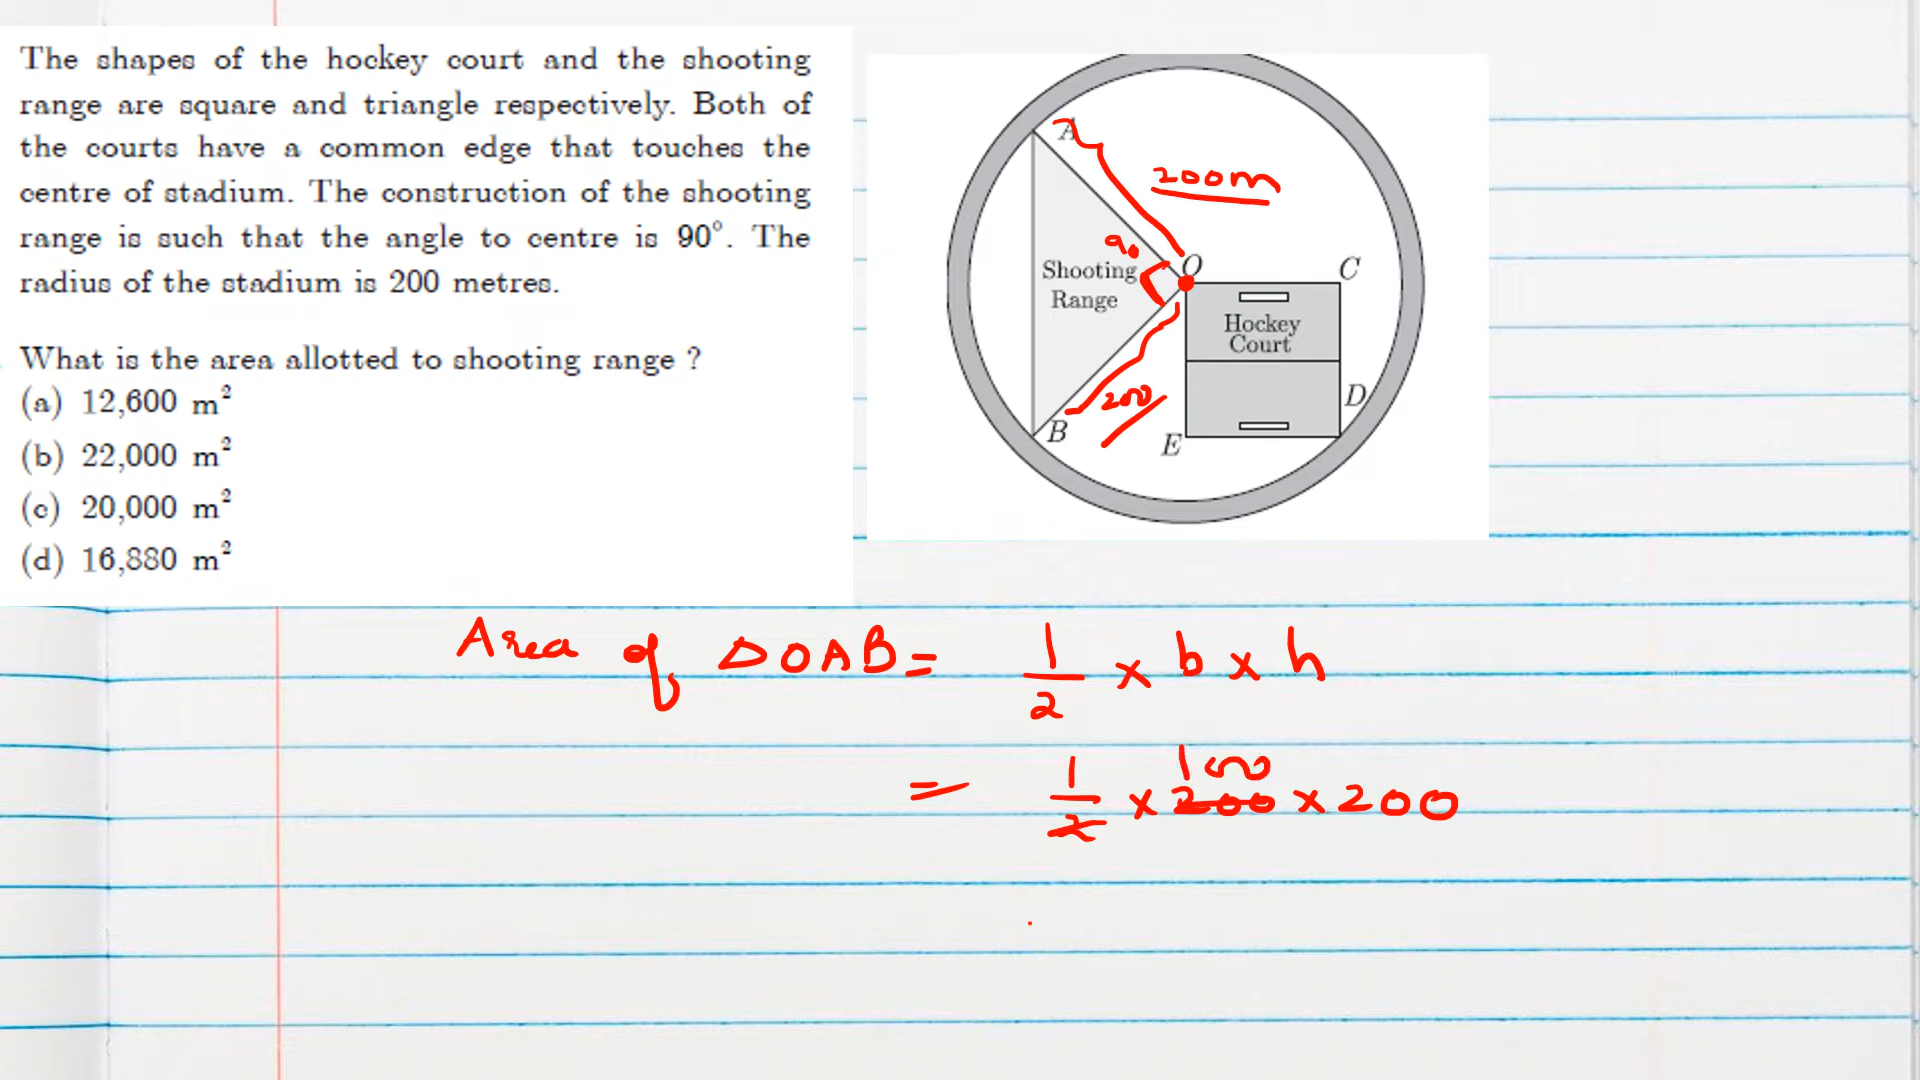 The shapes of the hockey court and the shooting
range are square and triangle respectively. Both of
the courts have a common edge that touches the
centre of stadium. The construction of the shooting
range is such that the angle to centre is 90°. The
radius of the stadium is 200 metres.
What is the area allotted to shooting range ?
(a) 12,600 m²
(b) 22,000 m²
(c) 20,000 m²
(d) 16,880 m²
A
200m
90
O
C
Shooting
Range
Hockey
Court
200
D
B
E
Area of △OAB = 1/2 × b × h
100
= 1/2 × 200 × 200